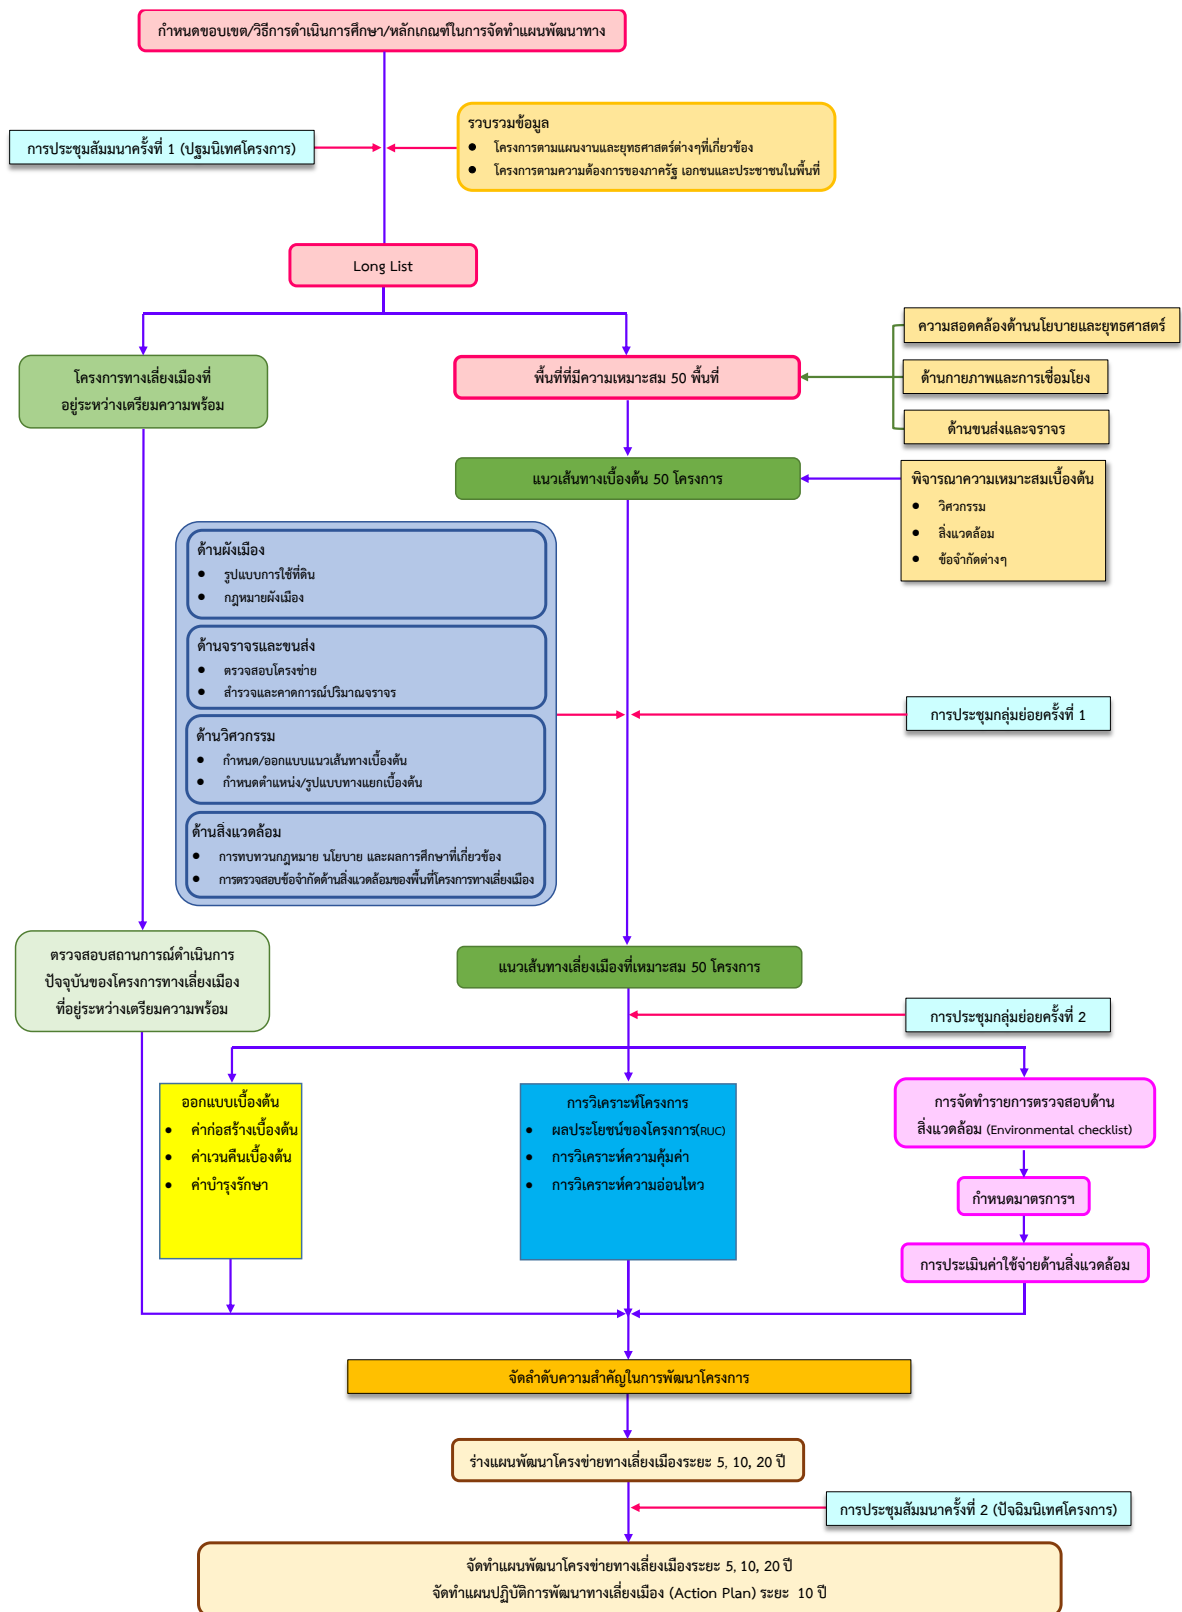 กำหนดขอบเขต/วิธีการดำเนินการศึกษา/หลักเกณฑ์ในการจัดทำแผนพัฒนาทาง
รวบรวมข้อมูล
● โครงการตามแผนงานและยุทธศาสตร์ต่างๆที่เกี่ยวข้อง
● โครงการตามความต้องการของภาครัฐ เอกชนและประชาชนในพื้นที่
การประชุมสัมมนาครั้งที่ 1 (ปฐมนิเทศโครงการ)
Long List
โครงการทางเลี่ยงเมืองที่
อยู่ระหว่างเตรียมความพร้อม
พื้นที่ที่มีความเหมาะสม 50 พื้นที่
ความสอดคล้องด้านนโยบายและยุทธศาสตร์
ด้านกายภาพและการเชื่อมโยง
ด้านขนส่งและจราจร
แนวเส้นทางเบื้องต้น 50 โครงการ
พิจารณาความเหมาะสมเบื้องต้น
● วิศวกรรม
● สิ่งแวดล้อม
● ข้อจำกัดต่างๆ
ด้านผังเมือง
● รูปแบบการใช้ที่ดิน
● กฎหมายผังเมือง
ด้านจราจรและขนส่ง
● ตรวจสอบโครงข่าย
● สำรวจและคาดการณ์ปริมาณจราจร
ด้านวิศวกรรม
● กำหนด/ออกแบบแนวเส้นทางเบื้องต้น
● กำหนดตำแหน่ง/รูปแบบทางแยกเบื้องต้น
ด้านสิ่งแวดล้อม
● การทบทวนกฎหมาย นโยบาย และผลการศึกษาที่เกี่ยวข้อง
● การตรวจสอบข้อจำกัดด้านสิ่งแวดล้อมของพื้นที่โครงการทางเลี่ยงเมือง
การประชุมกลุ่มย่อยครั้งที่ 1
ตรวจสอบสถานการณ์ดำเนินการ
ปัจจุบันของโครงการทางเลี่ยงเมือง
ที่อยู่ระหว่างเตรียมความพร้อม
แนวเส้นทางเลี่ยงเมืองที่เหมาะสม 50 โครงการ
การประชุมกลุ่มย่อยครั้งที่ 2
ออกแบบเบื้องต้น
● ค่าก่อสร้างเบื้องต้น
● ค่าเวนคืนเบื้องต้น
● ค่าบำรุงรักษา
การวิเคราะห์โครงการ
● ผลประโยชน์ของโครงการ(RUC)
● การวิเคราะห์ความคุ้มค่า
● การวิเคราะห์ความอ่อนไหว
การจัดทำรายการตรวจสอบด้าน
สิ่งแวดล้อม (Environmental checklist)
กำหนดมาตรการฯ
การประเมินค่าใช้จ่ายด้านสิ่งแวดล้อม
จัดลำดับความสำคัญในการพัฒนาโครงการ
ร่างแผนพัฒนาโครงข่ายทางเลี่ยงเมืองระยะ 5, 10, 20 ปี
การประชุมสัมมนาครั้งที่ 2 (ปัจฉิมนิเทศโครงการ)
จัดทำแผนพัฒนาโครงข่ายทางเลี่ยงเมืองระยะ 5, 10, 20 ปี
จัดทำแผนปฏิบัติการพัฒนาทางเลี่ยงเมือง (Action Plan) ระยะ 10 ปี